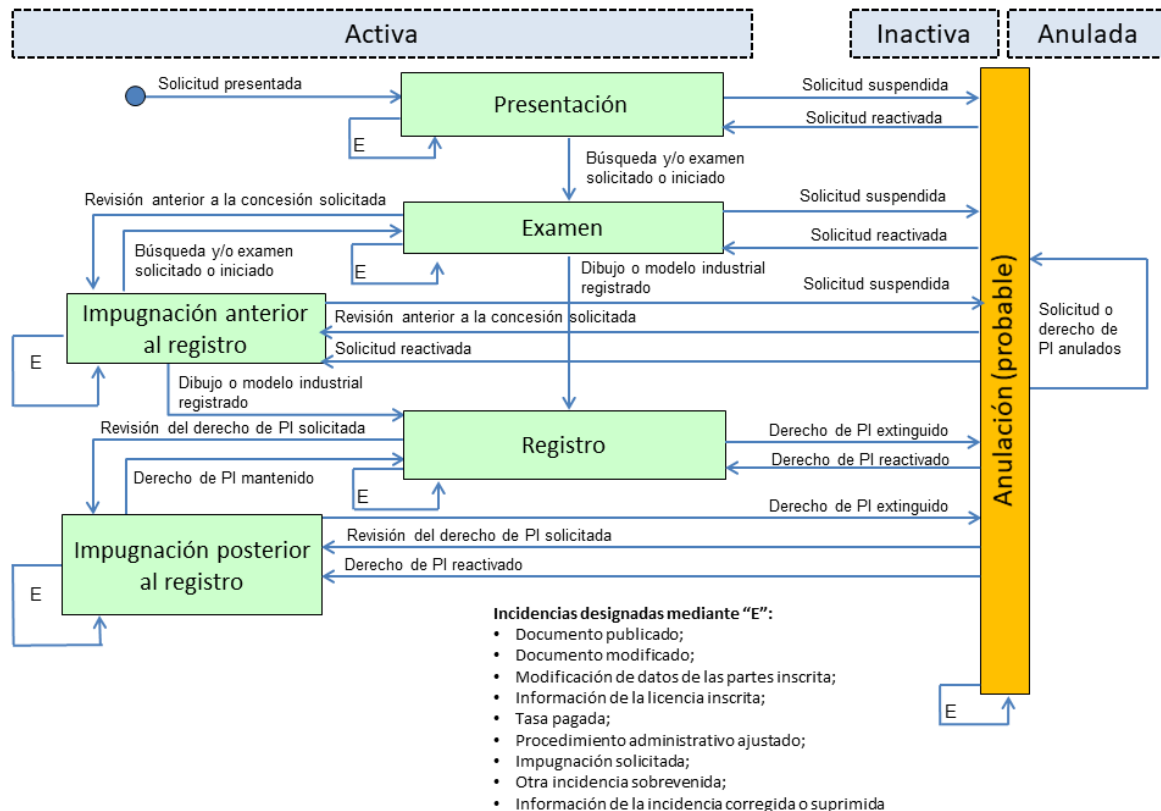 Activa
Inactiva
Anulada
Solicitud presentada
Presentación
Solicitud suspendida
Solicitud reactivada
E
Búsqueda y/o examen
solicitado o iniciado
Revisión anterior a la concesión solicitada
Examen
Solicitud suspendida
Solicitud reactivada
Búsqueda y/o examen
solicitado o iniciado
E
Dibujo o modelo industrial
registrado
Solicitud suspendida
Impugnación anterior
al registro
Revisión anterior a la concesión solicitada
Solicitud reactivada
E
Anulación (probable)
Solicitud o
derecho de
PI anulados
Dibujo o modelo industrial
registrado
Revisión del derecho de PI solicitada
Registro
Derecho de PI extinguido
Derecho de PI reactivado
Derecho de PI mantenido
E
Derecho de PI extinguido
Impugnación posterior
al registro
Revisión del derecho de PI solicitada
Derecho de PI reactivado
E
Incidencias designadas mediante “E”:
• Documento publicado;
• Documento modificado;
• Modificación de datos de las partes inscrita;
• Información de la licencia inscrita;
• Tasa pagada;
• Procedimiento administrativo ajustado;
• Impugnación solicitada;
• Otra incidencia sobrevenida;
• Información de la incidencia corregida o suprimida
E